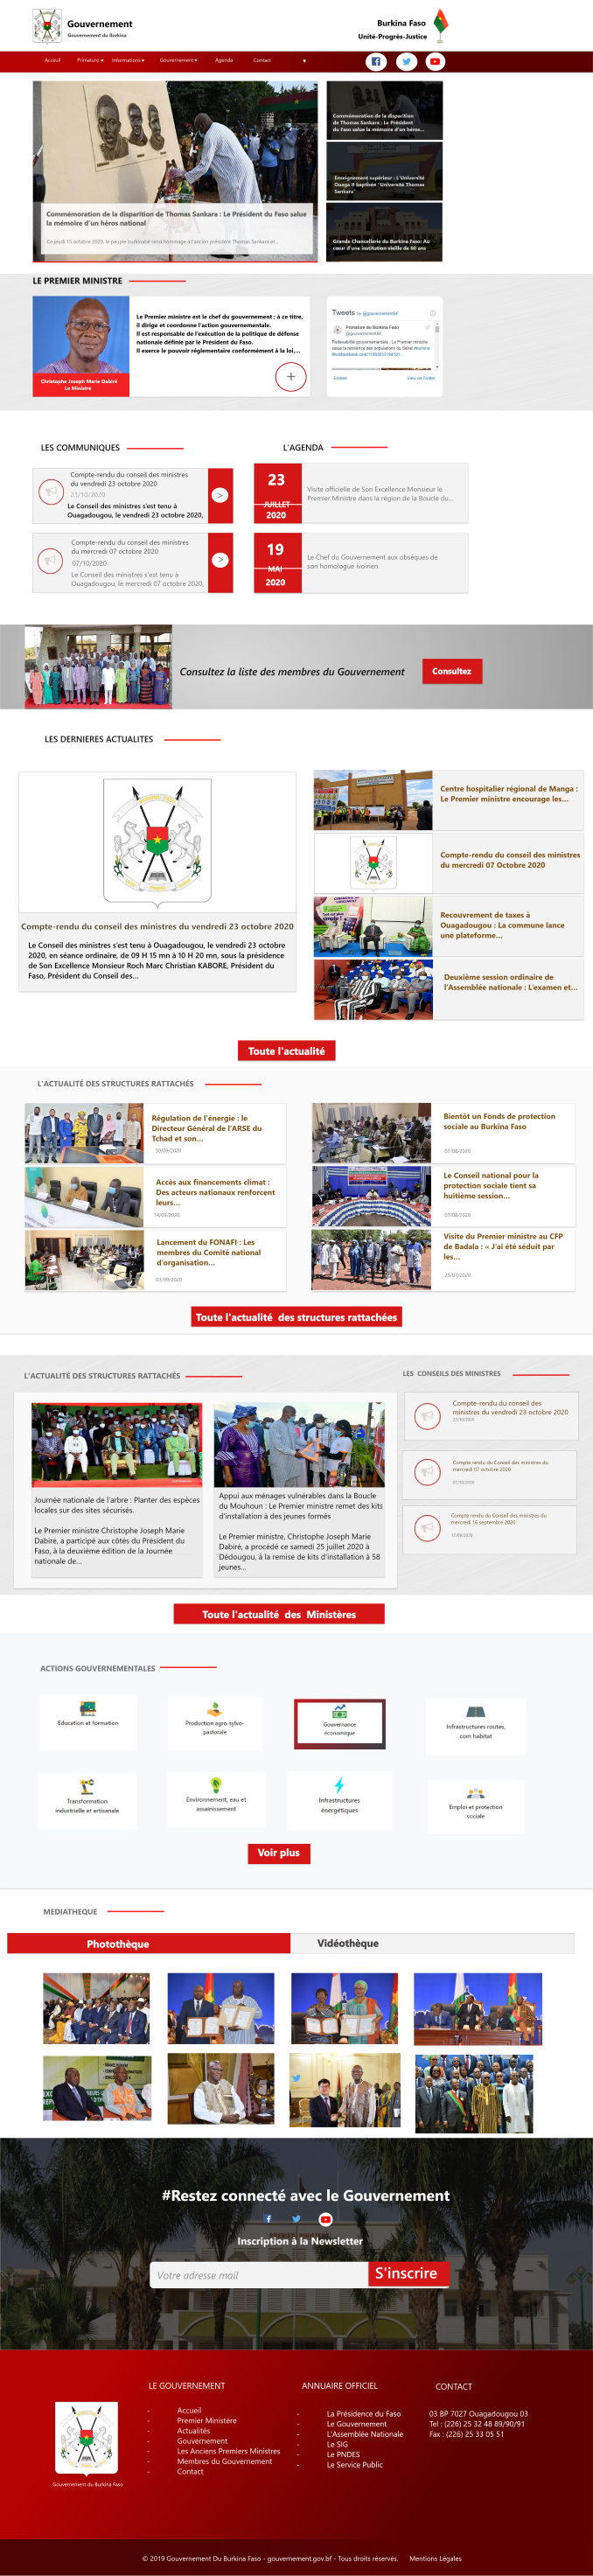 Gouvernement
Gouvernement du Burkina
Burkina Faso
Unité-Progrès-Justice
Acceuil Primature Informations Gouvernement Agenda Contact
Commémoration de la disparition de Thomas Sankara : Le Président du Faso salue
la mémoire d'un héros national
Ce jeudi 15 octobre 2020, le peuple burkinabè rend hommage à l'ancien président Thomas Sankara et...
Commémoration de la disparition
de Thomas Sankara : Le Président
du Faso salue la mémoire d'un héros...
Enseignement supérieur : L'Université
Ouaga II baptisée "Université Thomas
Sankara"
Grande Chancellerie du Burkina Faso: Au
cœur d'une institution vieille de 60 ans
LE PREMIER MINISTRE
Christophe Joseph Marie Dabiré
Le Ministre
Le Premier ministre est le chef du gouvernement ; à ce titre,
il dirige et coordonne l'action gouvernementale.
Il est responsable de l'exécution de la politique de défense
nationale définie par le Président du Faso.
Il exerce le pouvoir réglementaire conformément à la loi,...
+
Tweets by @gouvernementBF
Primature du Burkina Faso
@gouvernementBF
Embed View on Twitter
LES COMMUNIQUES
Compte-rendu du conseil des ministres
du vendredi 23 octobre 2020
23/10/2020
Le Conseil des ministres s'est tenu à
Ouagadougou, le vendredi 23 octobre 2020,
>
Compte-rendu du conseil des ministres
du mercredi 07 octobre 2020
07/10/2020
Le Conseil des ministres s'est tenu à
Ouagadougou, le mercredi 07 octobre 2020,
>
L'AGENDA
23
JUILLET
2020
Visite officielle de Son Excellence Monsieur le
Premier Ministre dans la région de la Boucle du...
19
MAI
2020
Le Chef du Gouvernement aux obsèques de
son homologue ivoirien
Consultez la liste des membres du Gouvernement
Consultez
LES DERNIERES ACTUALITES
Compte-rendu du conseil des ministres du vendredi 23 octobre 2020
Le Conseil des ministres s'est tenu à Ouagadougou, le vendredi 23 octobre
2020, en séance ordinaire, de 09 H 15 mn à 10 H 20 mn, sous la présidence
de Son Excellence Monsieur Roch Marc Christian KABORE, Président du
Faso, Président du Conseil des...
Centre hospitalier régional de Manga :
Le Premier ministre encourage les...
Compte-rendu du conseil des ministres
du mercredi 07 Octobre 2020
Recouvrement de taxes à
Ouagadougou : La commune lance
une plateforme...
Deuxième session ordinaire de
l'Assemblée nationale : L'examen et...
Toute l'actualité
L'ACTUALITÉ DES STRUCTURES RATTACHÉS
Régulation de l'énergie : le
Directeur Général de l'ARSE du
Tchad et son...
30/09/2020
Accès aux financements climat :
Des acteurs nationaux renforcent
leurs...
14/09/2020
Lancement du FONAFI : Les
membres du Comité national
d'organisation...
03/09/2020
Bientôt un Fonds de protection
sociale au Burkina Faso
07/08/2020
Le Conseil national pour la
protection sociale tient sa
huitième session...
07/08/2020
Visite du Premier ministre au CFP
de Badala : « J'ai été séduit par
les...
25/07/2020
Toute l'actualité des structures rattachées
L'ACTUALITÉ DES STRUCTURES RATTACHÉS
Journée nationale de l'arbre : Planter des espèces
locales sur des sites sécurisés.
Le Premier ministre Christophe Joseph Marie
Dabire, a participé aux côtés du Président du
Faso, à la deuxième édition de la Journée
nationale de...
Appui aux ménages vulnérables dans la Boucle
du Mouhoun : Le Premier ministre remet des kits
d'installation à des jeunes formés
Le Premier ministre, Christophe Joseph Marie
Dabiré, a procédé ce samedi 25 juillet 2020 à
Dédougou, à la remise de kits d'installation à 58
jeunes...
LES CONSEILS DES MINISTRES
Compte-rendu du conseil des
ministres du vendredi 23 octobre 2020
23/10/2020
Compte rendu du Conseil des ministres du
mercredi 07 octobre 2020
07/10/2020
Compte rendu du Conseil des ministres du
mercredi 16 septembre 2020
17/09/2020
Toute l'actualité des Ministères
ACTIONS GOUVERNEMENTALES
Education et formation
Production agro-sylvo-
pastorale
Gouvernance
économique
Infrastructures routes,
com habitat
Transformation
industrielle et artisanale
Environnement, eau et
assainissement
Infrastructures
énergétiques
Emploi et protection
sociale
Voir plus
MEDIATHEQUE
Photothèque
Vidéothèque
#Restez connecté avec le Gouvernement
Inscription à la Newsletter
Votre adresse mail
S'inscrire
Gouvernement du Burkina Faso
LE GOUVERNEMENT
- Accueil
- Premier Ministère
- Actualités
- Gouvernement
- Les Anciens Premiers Ministres
- Membres du Gouvernement
- Contact
ANNUAIRE OFFICIEL
- La Présidence du Faso
- Le Gouvernement
- L'Assemblée Nationale
- Le SIG
- Le PNDES
- Le Service Public
CONTACT
03 BP 7027 Ouagadougou 03
Tel : (226) 25 32 48 89/90/91
Fax : (226) 25 33 05 51
© 2019 Gouvernement Du Burkina Faso - gouvernement.gov.bf - Tous droits réservés. Mentions Légales